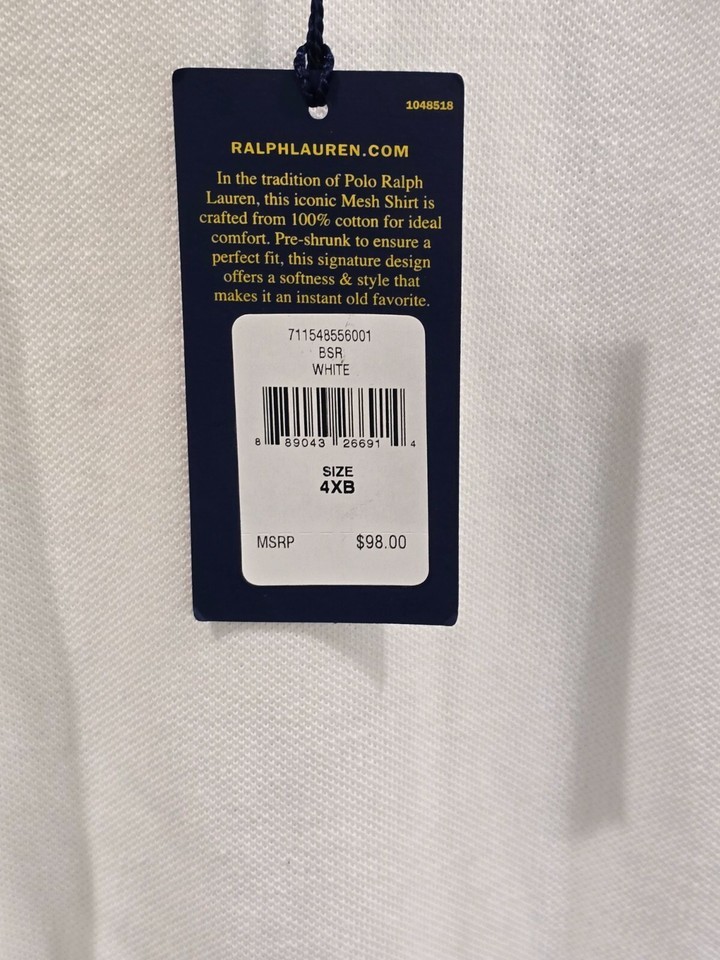 1048518
RALPHLAUREN.COM
In the tradition of Polo Ralph
Lauren, this iconic Mesh Shirt is
crafted from 100% cotton for ideal
comfort. Pre-shrunk to ensure a
perfect fit, this signature design
offers a softness & style that
makes it an instant old favorite.
711548556001
BSR
WHITE
8 89043 26691 4
SIZE
4XB
MSRP $98.00